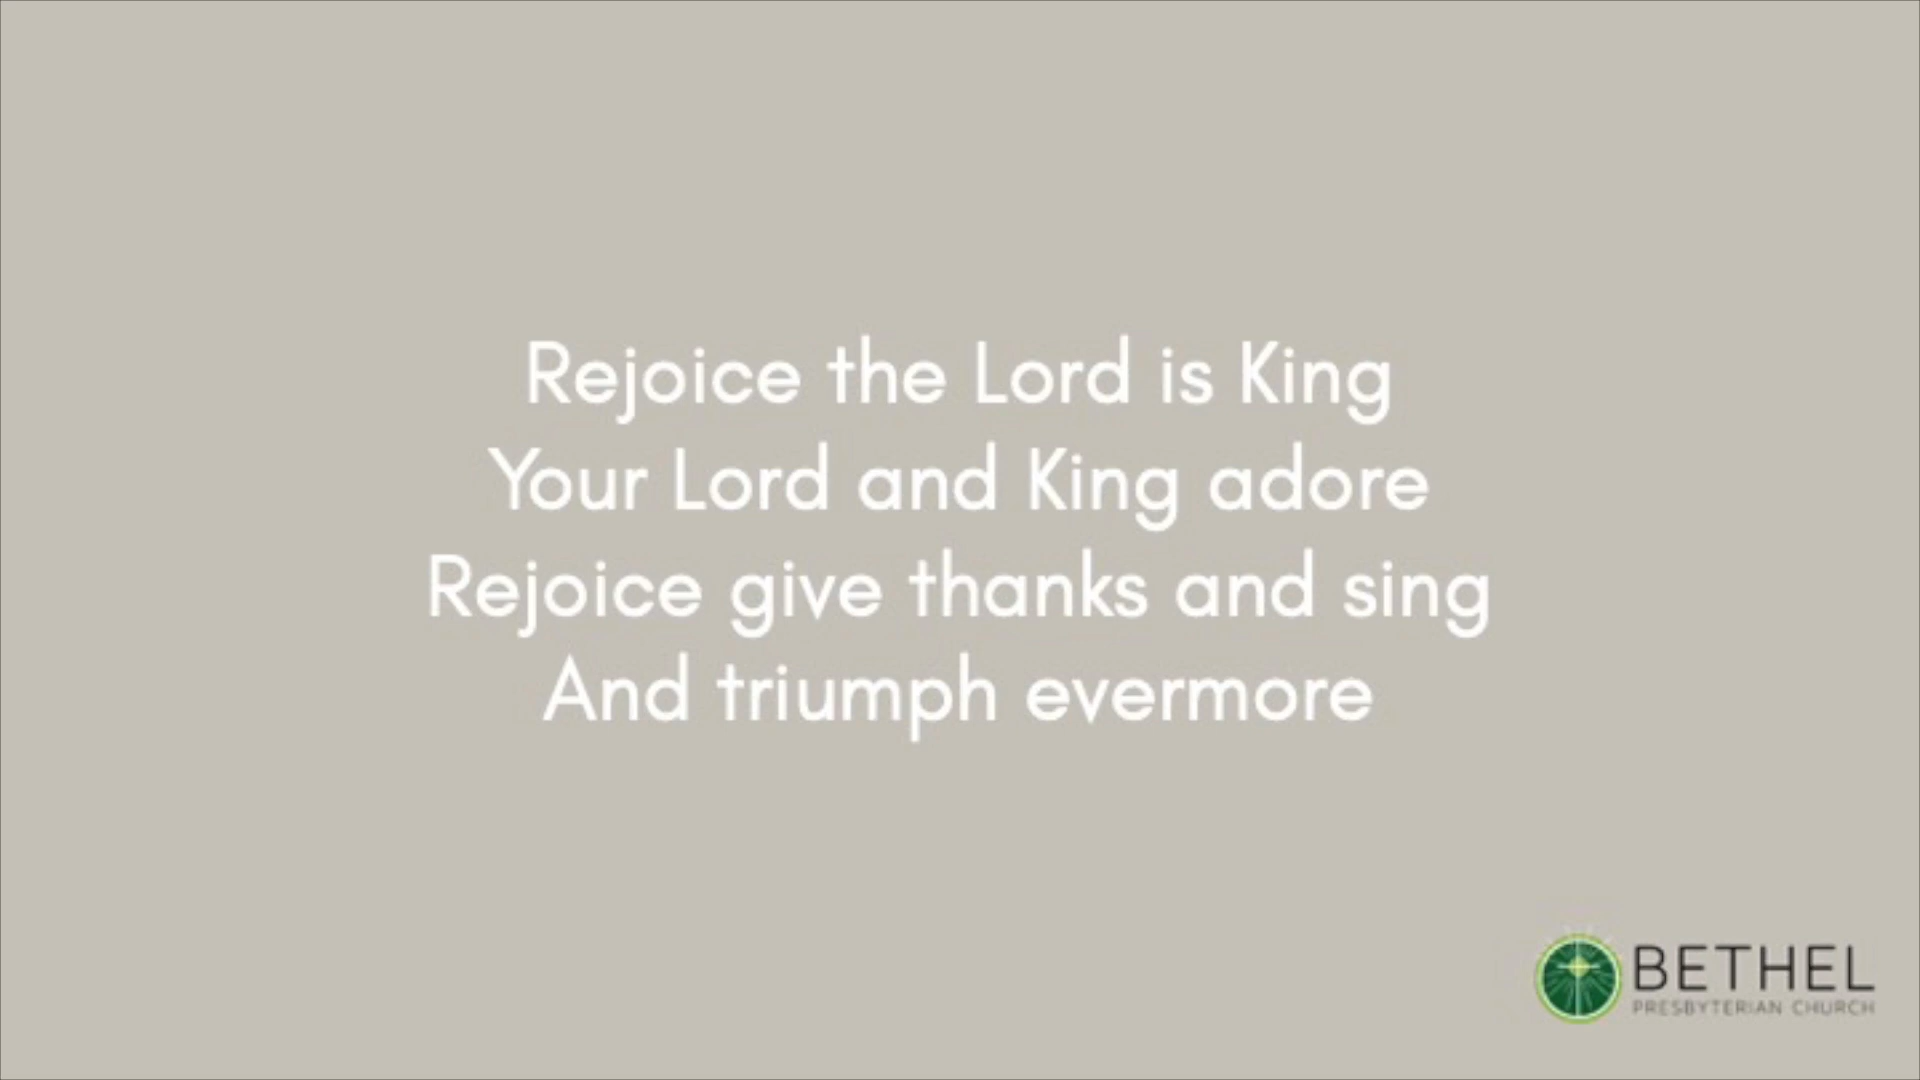 Rejoice the Lord is King
Your Lord and King adore
Rejoice give thanks and sing
And triumph evermore
BETHEL
PRESBYTERIAN CHURCH